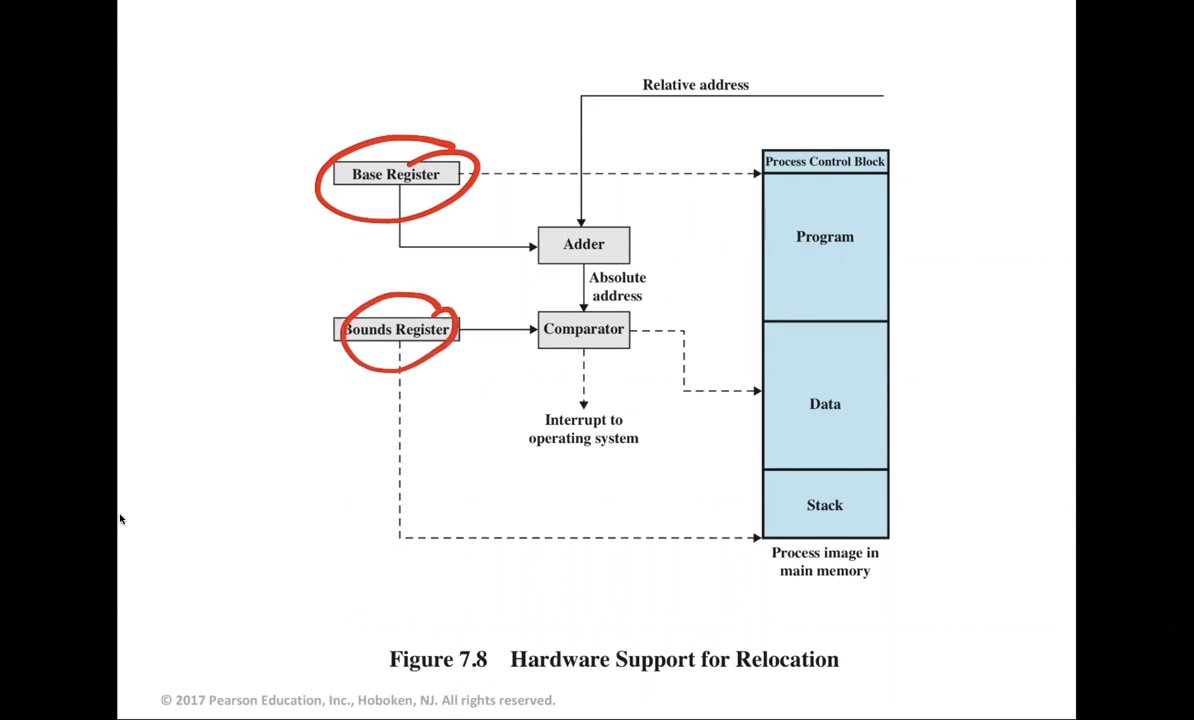 Relative address
Process Control Block
Base Register
Program
Adder
Absolute
address
Bounds Register
Comparator
Data
Interrupt to
operating system
Stack
Process image in
main memory
Figure 7.8 Hardware Support for Relocation
© 2017 Pearson Education, Inc., Hoboken, NJ. All rights reserved.